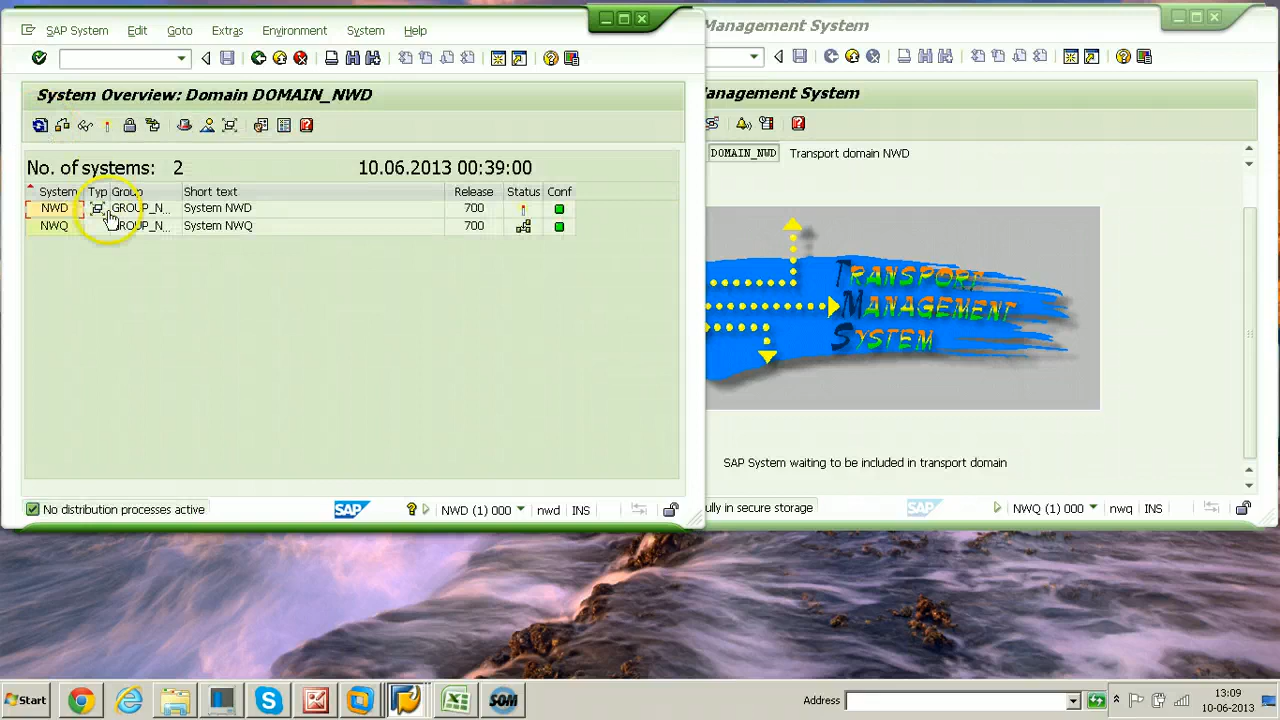 SAP System Edit Goto Extras Environment System Help
System Overview: Domain DOMAIN_NWD
No. of systems: 2 10.06.2013 00:39:00
System Typ Group Short text Release Status Conf
NWD GROUP_N... System NWD 700
NWQ GROUP_N... System NWQ 700
No distribution processes active SAP NWD (1) 000 nwd INS
Management System
Management System
DOMAIN_NWD Transport domain NWD
TRANSPORT
MANAGEMENT
SYSTEM
SAP System waiting to be included in transport domain
ully in secure storage SAP NWQ (1) 000 nwq INS
Start SOM Address 13:09
10-06-2013